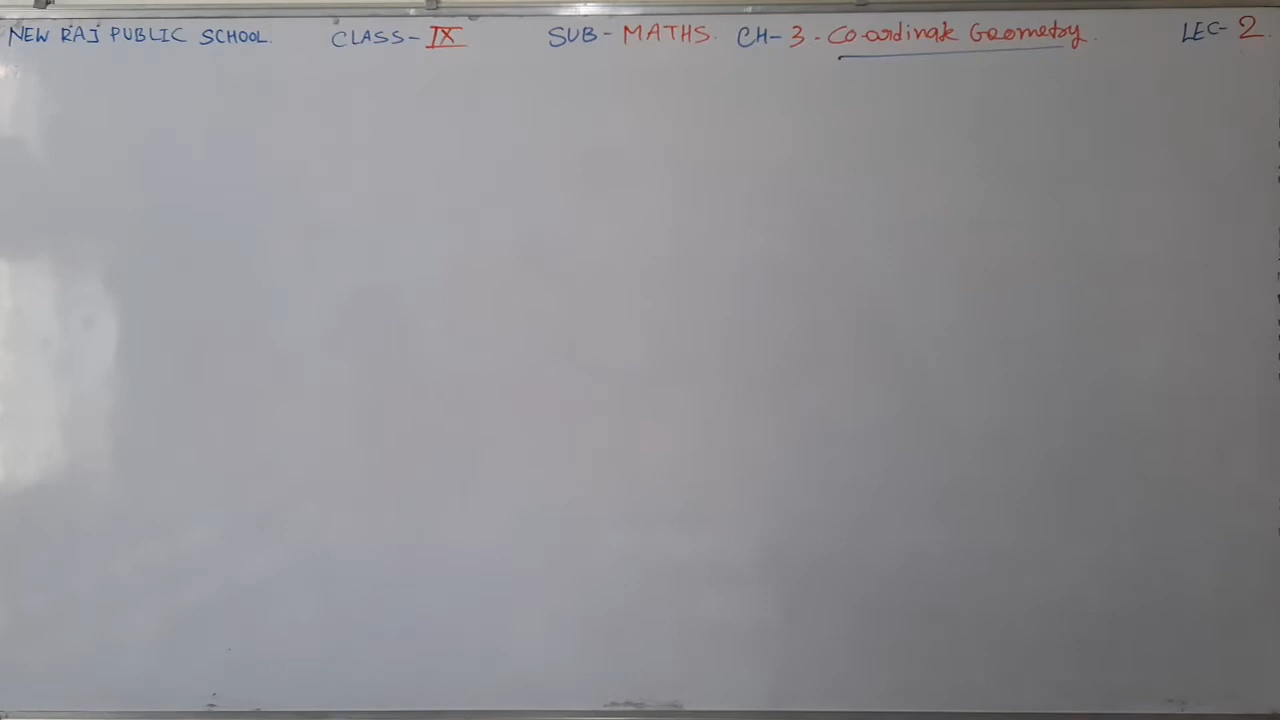 NEW RAJ PUBLIC SCHOOL. CLASS-IX SUB-MATHS. CH-3. Co-ordinate Geometry. LEC-2.